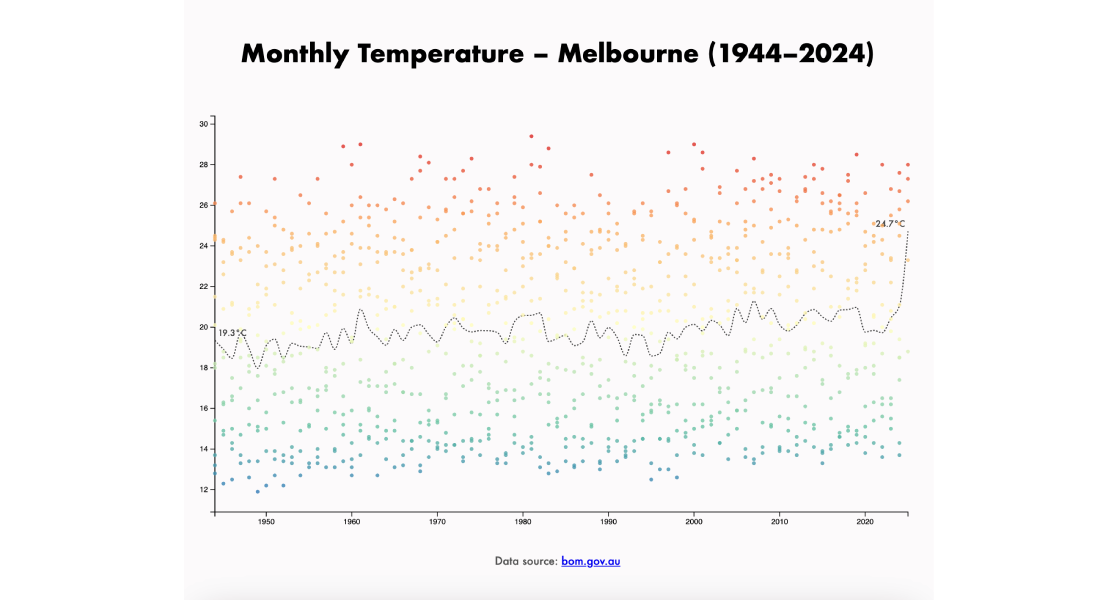 Monthly Temperature – Melbourne (1944–2024)
30
28
26
24.7°C
24
22
20
19.3°C
18
16
14
12
1950 1960 1970 1980 1990 2000 2010 2020
Data source: bom.gov.au